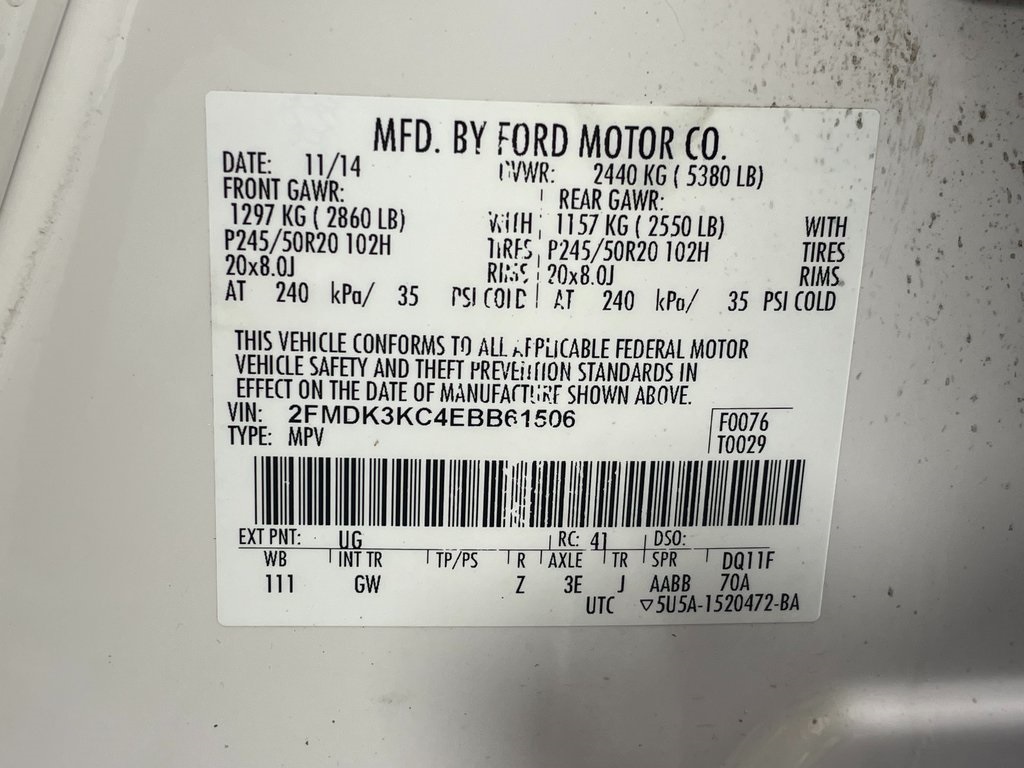 MFD. BY FORD MOTOR CO.
DATE: 11/14 GVWR: 2440 KG ( 5380 LB)
FRONT GAWR: REAR GAWR:
1297 KG ( 2860 LB) WITH 1157 KG ( 2550 LB) WITH
P245/50R20 102H TIRES P245/50R20 102H TIRES
20x8.0J RIMS 20x8.0J RIMS
AT 240 kPa/ 35 PSI COLD AT 240 kPa/ 35 PSI COLD
THIS VEHICLE CONFORMS TO ALL APPLICABLE FEDERAL MOTOR
VEHICLE SAFETY AND THEFT PREVENTION STANDARDS IN
EFFECT ON THE DATE OF MANUFACTURE SHOWN ABOVE.
VIN: 2FMDK3KC4EBB61506 F0076
TYPE: MPV T0029
EXT PNT: UG RC: 41 DSO:
WB INT TR TP/PS R AXLE TR SPR DQ11F
111 GW Z 3E J AABB 70A
UTC ▽5U5A-1520472-BA